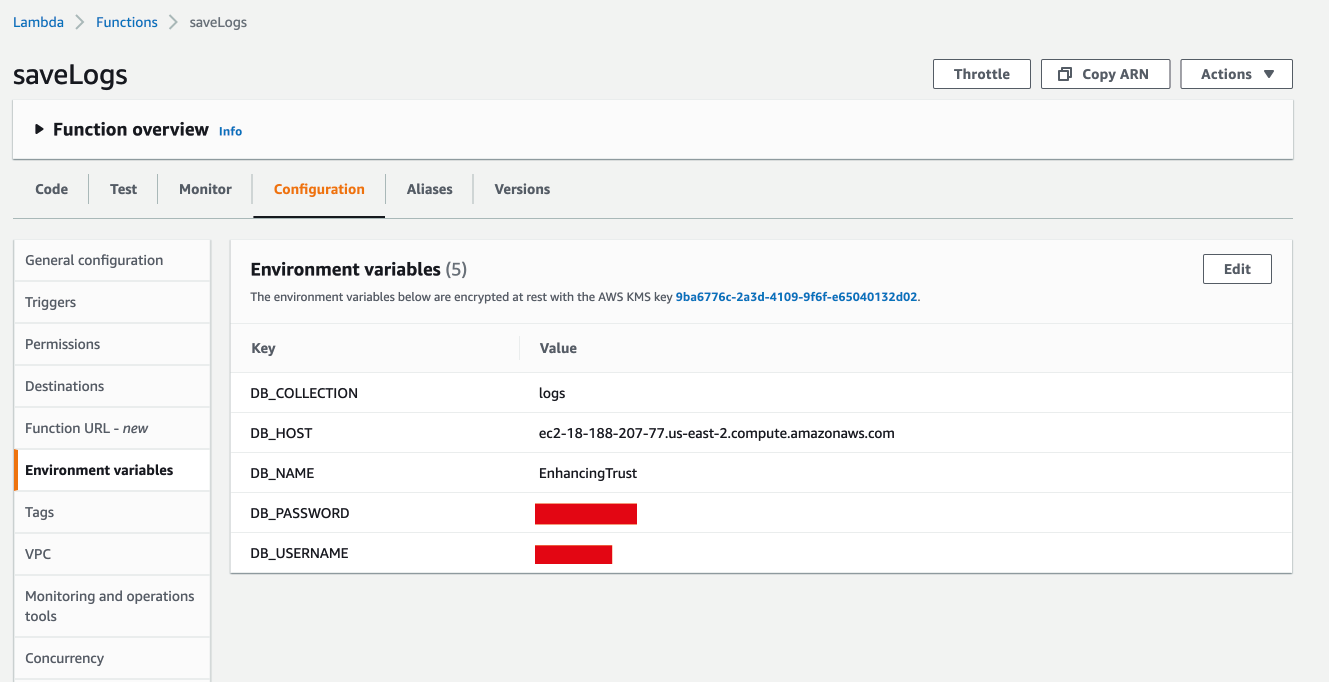 Lambda > Functions > saveLogs
saveLogs
Throttle
Copy ARN
Actions
Function overview Info
Code
Test
Monitor
Configuration
Aliases
Versions
General configuration
Triggers
Permissions
Destinations
Function URL - new
Environment variables
Tags
VPC
Monitoring and operations
tools
Concurrency
Environment variables (5)
Edit
The environment variables below are encrypted at rest with the AWS KMS key 9ba6776c-2a3d-4109-9f6f-e65040132d02.
Key Value
DB_COLLECTION logs
DB_HOST ec2-18-188-207-77.us-east-2.compute.amazonaws.com
DB_NAME EnhancingTrust
DB_PASSWORD
DB_USERNAME